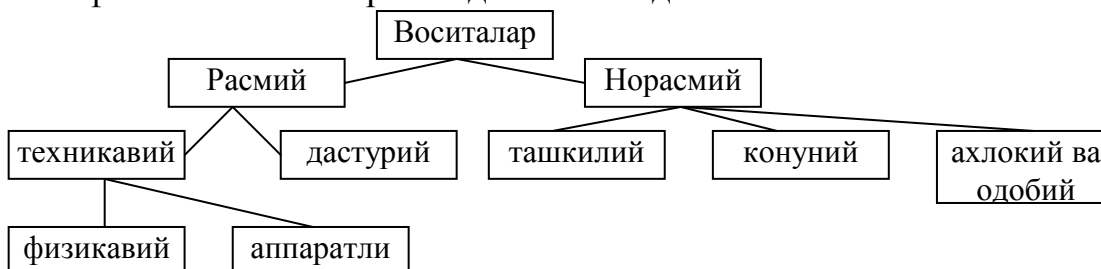 Воситалар
Расмий
Норасмий
техникавий
дастурий
ташкилий
конуний
ахлокий ва
одобий
физикавий
аппаратли